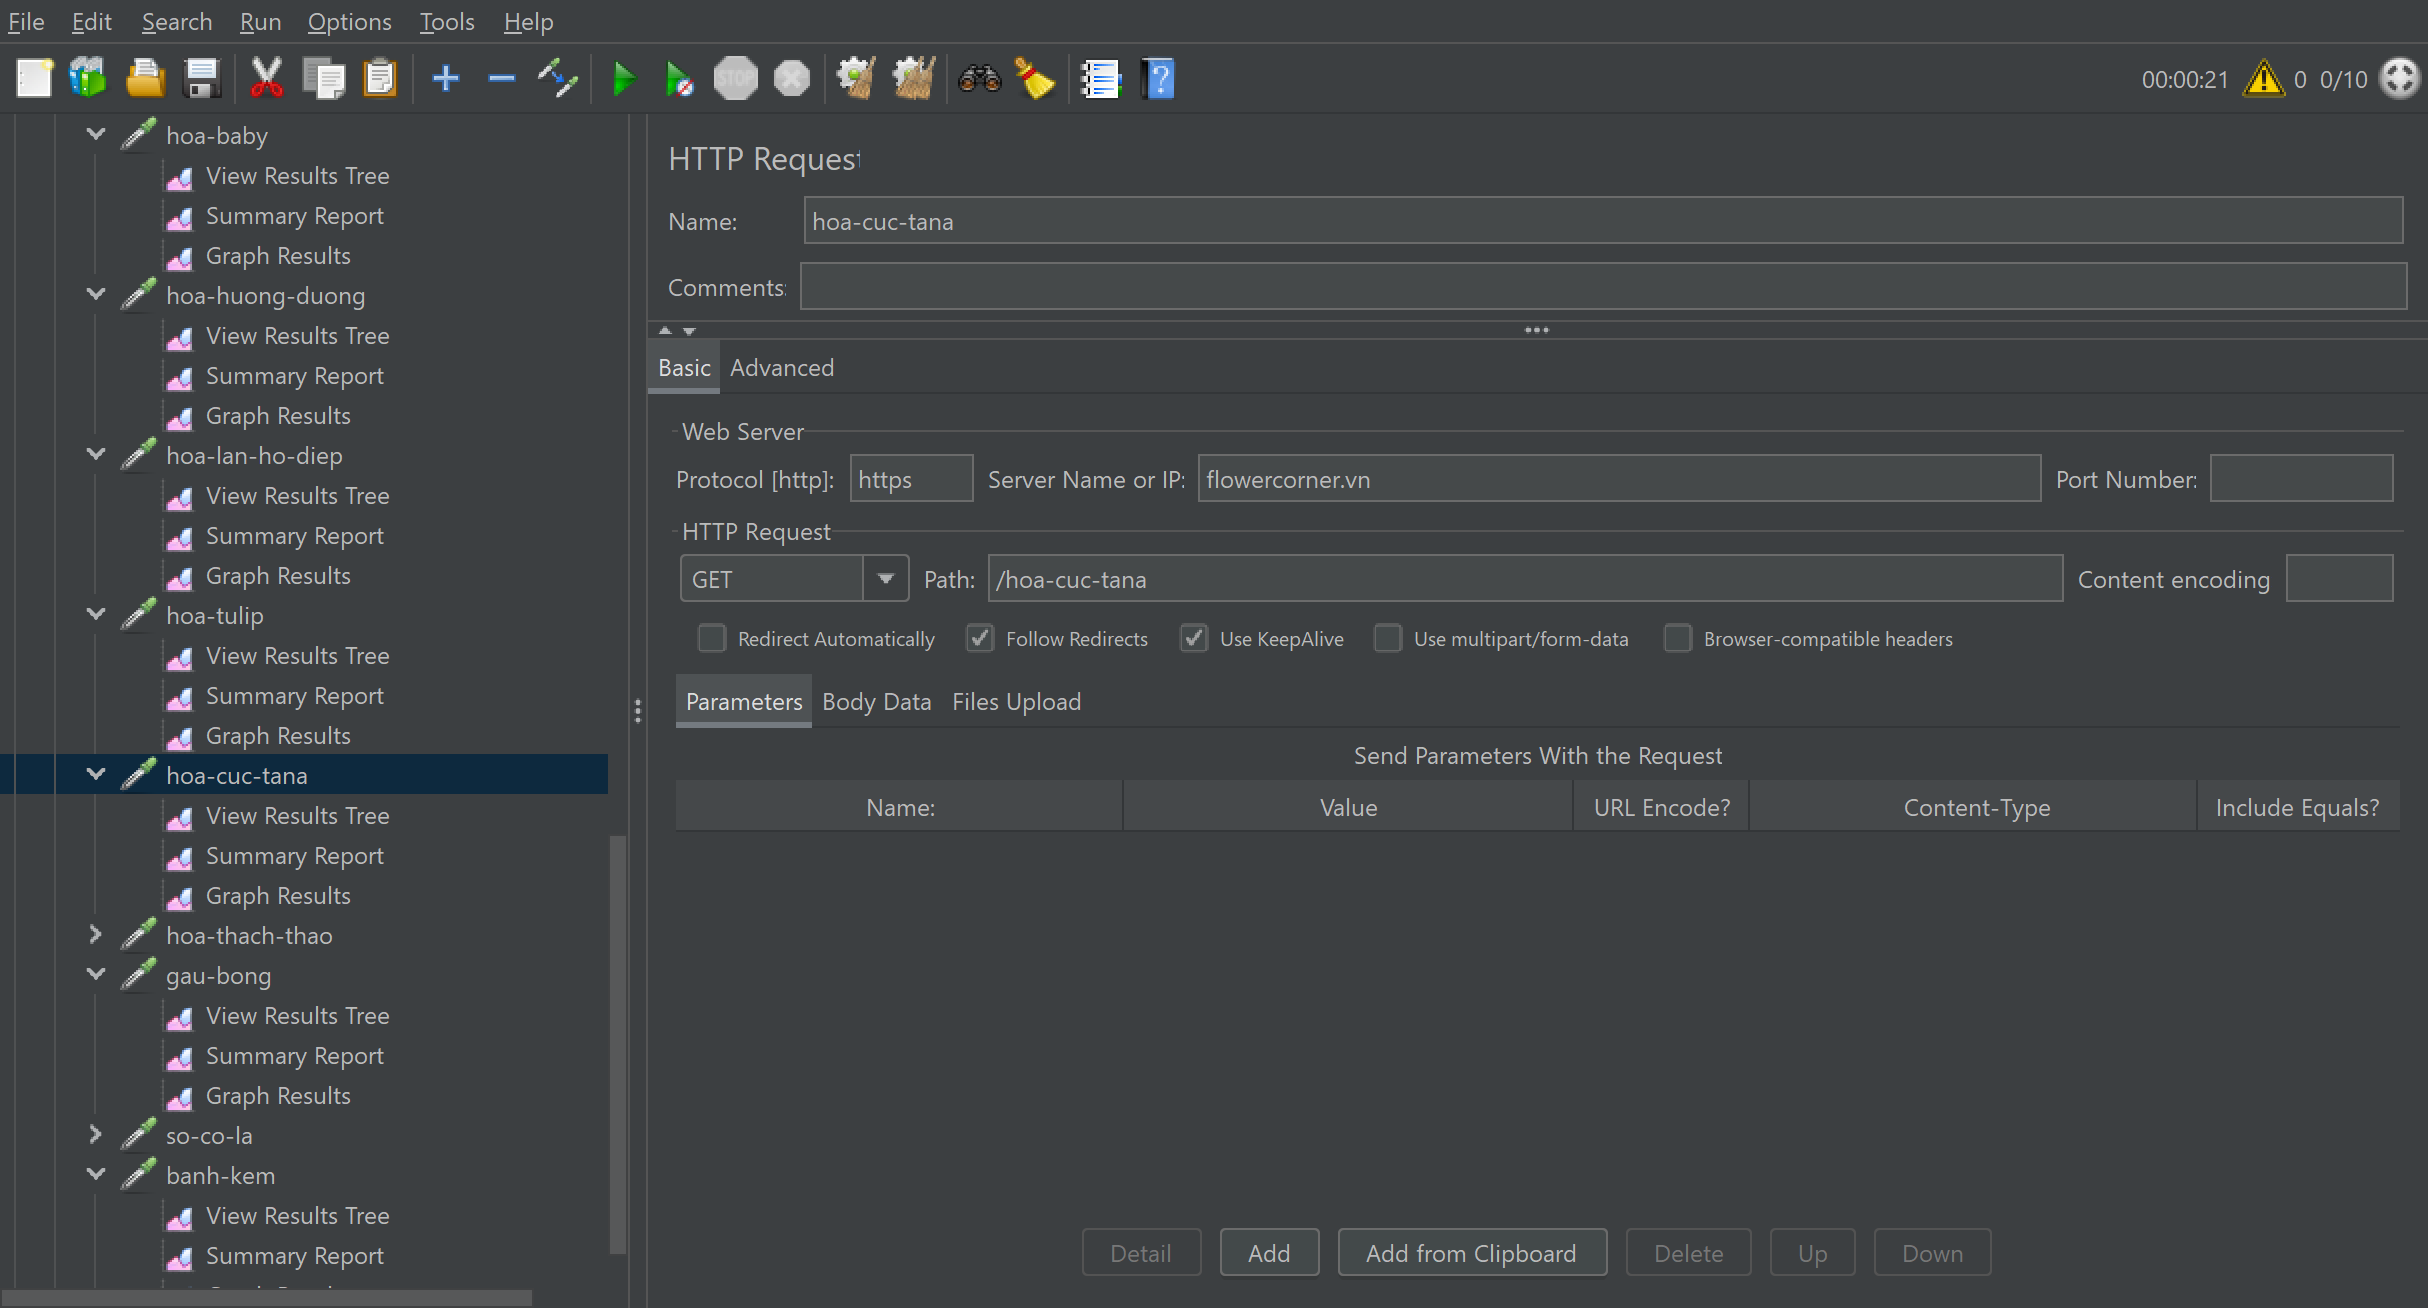 File Edit Search Run Options Tools Help
STOP
00:00:21 0 0/10
hoa-baby
View Results Tree
Summary Report
Graph Results
hoa-huong-duong
View Results Tree
Summary Report
Graph Results
hoa-lan-ho-diep
View Results Tree
Summary Report
Graph Results
hoa-tulip
View Results Tree
Summary Report
Graph Results
hoa-cuc-tana
View Results Tree
Summary Report
Graph Results
hoa-thach-thao
gau-bong
View Results Tree
Summary Report
Graph Results
so-co-la
banh-kem
View Results Tree
Summary Report
HTTP Request
Name: hoa-cuc-tana
Comments:
Basic Advanced
Web Server
Protocol [http]: https Server Name or IP: flowercorner.vn Port Number:
HTTP Request
GET Path: /hoa-cuc-tana Content encoding
Redirect Automatically Follow Redirects Use KeepAlive Use multipart/form-data Browser-compatible headers
Parameters Body Data Files Upload
Send Parameters With the Request
Name: Value URL Encode? Content-Type Include Equals?
Detail Add Add from Clipboard Delete Up Down